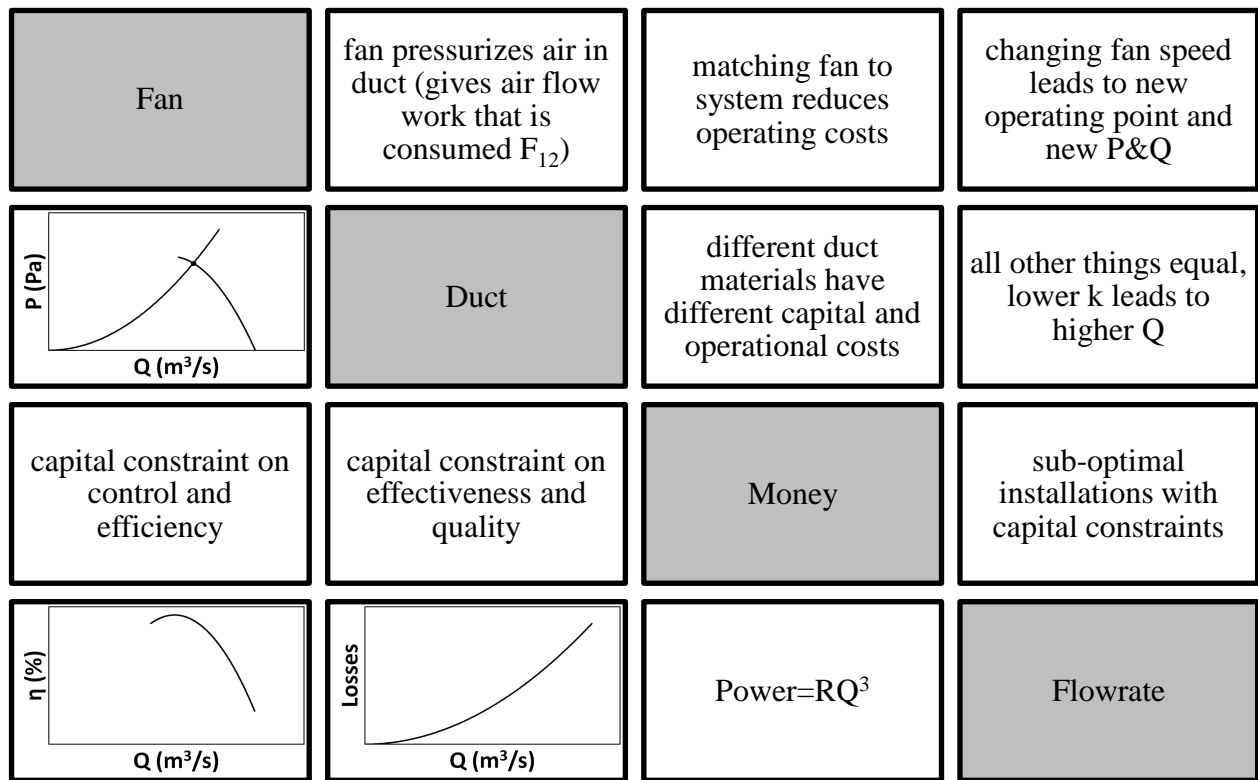 Fan
fan pressurizes air in
duct (gives air flow
work that is
consumed F₁₂)
matching fan to
system reduces
operating costs
changing fan speed
leads to new
operating point and
new P&Q
P (Pa)
Q (m³/s)
Duct
different duct
materials have
different capital and
operational costs
all other things equal,
lower k leads to
higher Q
capital constraint on
control and
efficiency
capital constraint on
effectiveness and
quality
Money
sub-optimal
installations with
capital constraints
η (%)
Q (m³/s)
Losses
Q (m³/s)
Power=RQ³
Flowrate